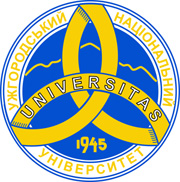 УЖГОРОДСЬКИЙ НАЦІОНАЛЬНИЙ
УНІВЕРСИТЕТ
UNIVERSITAS
1945